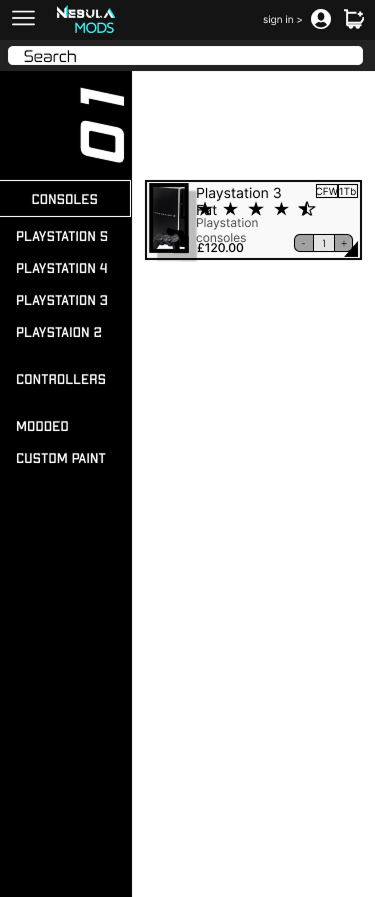 NEBULA
MODS
sign in >
Search
01
CONSOLES
PLAYSTATION 5
PLAYSTATION 4
PLAYSTATION 3
PLAYSTAION 2
CONTROLLERS
MODDED
CUSTOM PAINT
Playstation 3
Fat
CFW 1Tb
Playstation
consoles
£120.00
- 1 +